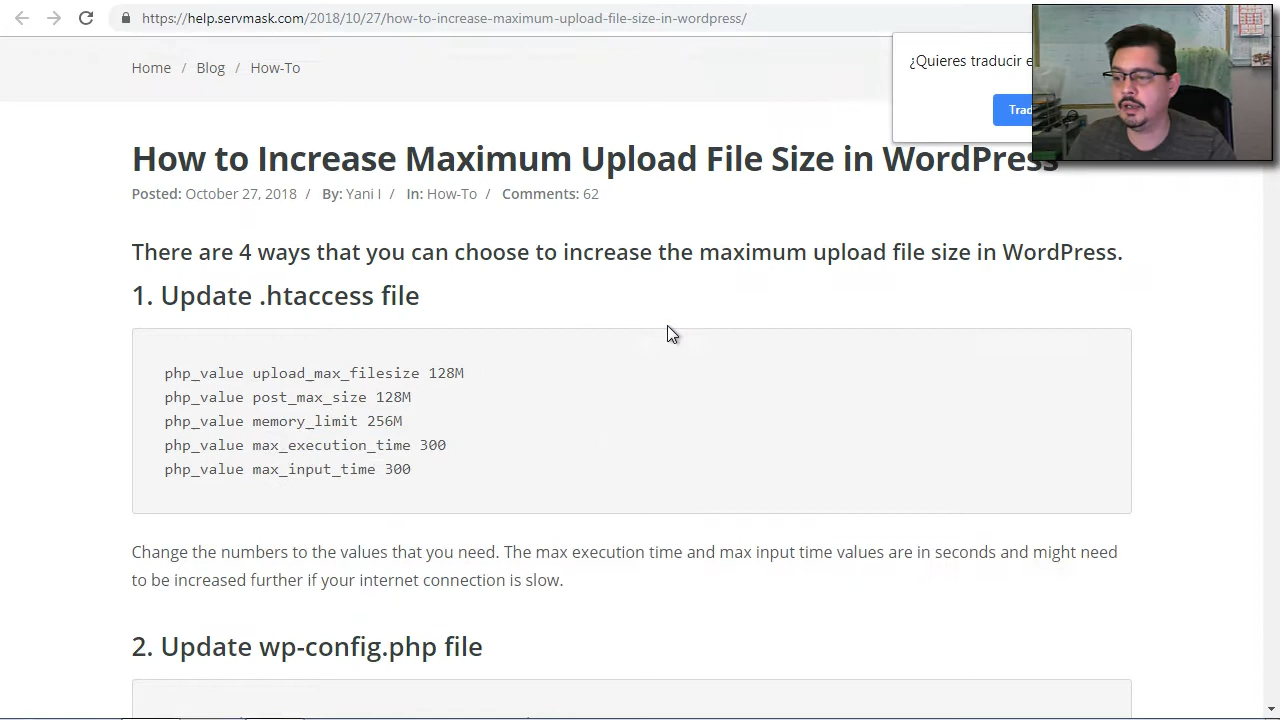 https://help.servmask.com/2018/10/27/how-to-increase-maximum-upload-file-size-in-wordpress/
Home / Blog / How-To
¿Quieres traducir
How to Increase Maximum Upload File Size in WordPress
Posted: October 27, 2018 / By: Yani I / In: How-To / Comments: 62
There are 4 ways that you can choose to increase the maximum upload file size in WordPress.
1. Update .htaccess file
php_value upload_max_filesize 128M
php_value post_max_size 128M
php_value memory_limit 256M
php_value max_execution_time 300
php_value max_input_time 300
Change the numbers to the values that you need. The max execution time and max input time values are in seconds and might need
to be increased further if your internet connection is slow.
2. Update wp-config.php file